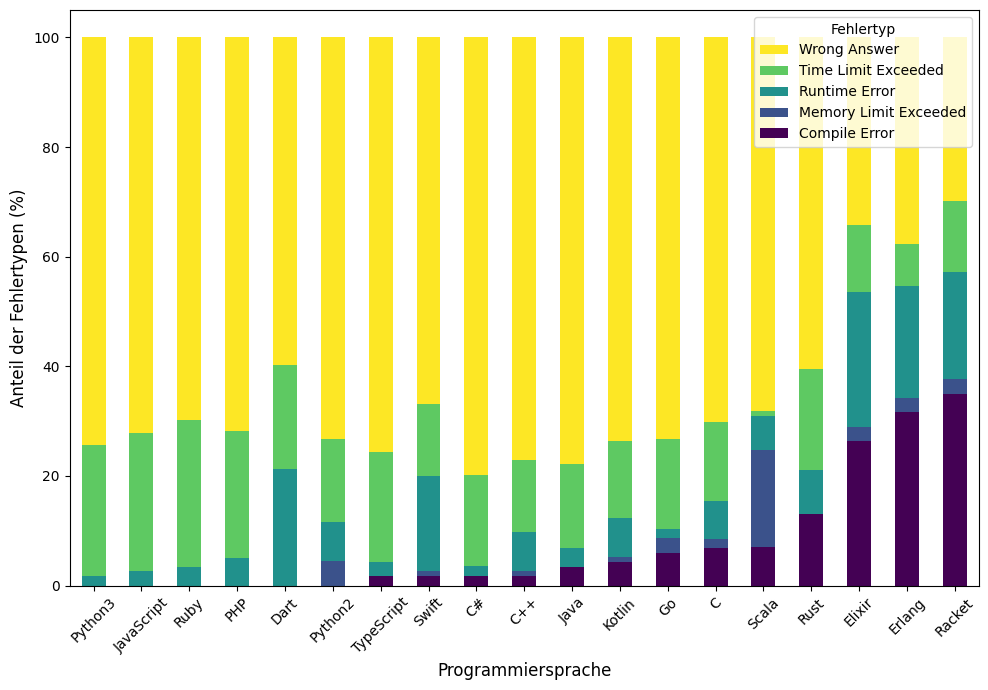 Fehlertyp
Wrong Answer
Time Limit Exceeded
Runtime Error
Memory Limit Exceeded
Compile Error
Anteil der Fehlertypen (%)
100
80
60
40
20
0
Python3
JavaScript
Ruby
PHP
Dart
Python2
TypeScript
Swift
C#
C++
Java
Kotlin
Go
C
Scala
Rust
Elixir
Erlang
Racket
Programmiersprache